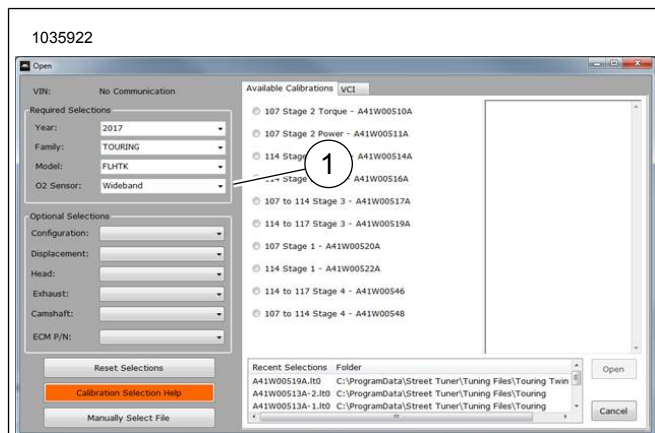 1035922
Open
VIN: No Communication
Required Selections
Year: 2017
Family: TOURING
Model: FLHTK
O2 Sensor: Wideband
Optional Selections
Configuration:
Displacement:
Head:
Exhaust:
Camshaft:
ECM P/N:
Reset Selections
Calibration Selection Help
Manually Select File
Available Calibrations VCI
107 Stage 2 Torque - A41W00510A
107 Stage 2 Power - A41W00511A
114 Stage - A41W00514A
114 Stage A41W00516A
107 to 114 Stage 3 - A41W00517A
114 to 117 Stage 3 - A41W00519A
107 Stage 1 - A41W00520A
114 Stage 1 - A41W00522A
114 to 117 Stage 4 - A41W00546
107 to 114 Stage 4 - A41W00548
1
Recent Selections Folder
A41W00519A.lt0 C:\ProgramData\Street Tuner\Tuning Files\Touring Twin
A41W00513A-2.lt0 C:\ProgramData\Street Tuner\Tuning Files\Touring
A41W00513A-1.lt0 C:\ProgramData\Street Tuner\Tuning Files\Touring
Open
Cancel